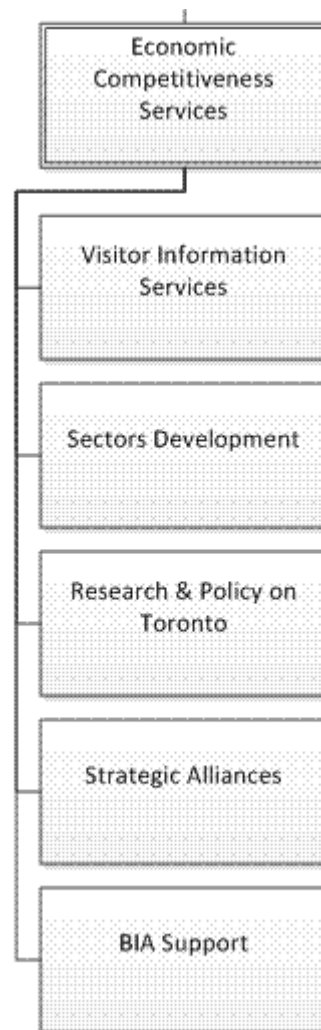 Economic
Competitiveness
Services
Visitor Information
Services
Sectors Development
Research & Policy on
Toronto
Strategic Alliances
BIA Support